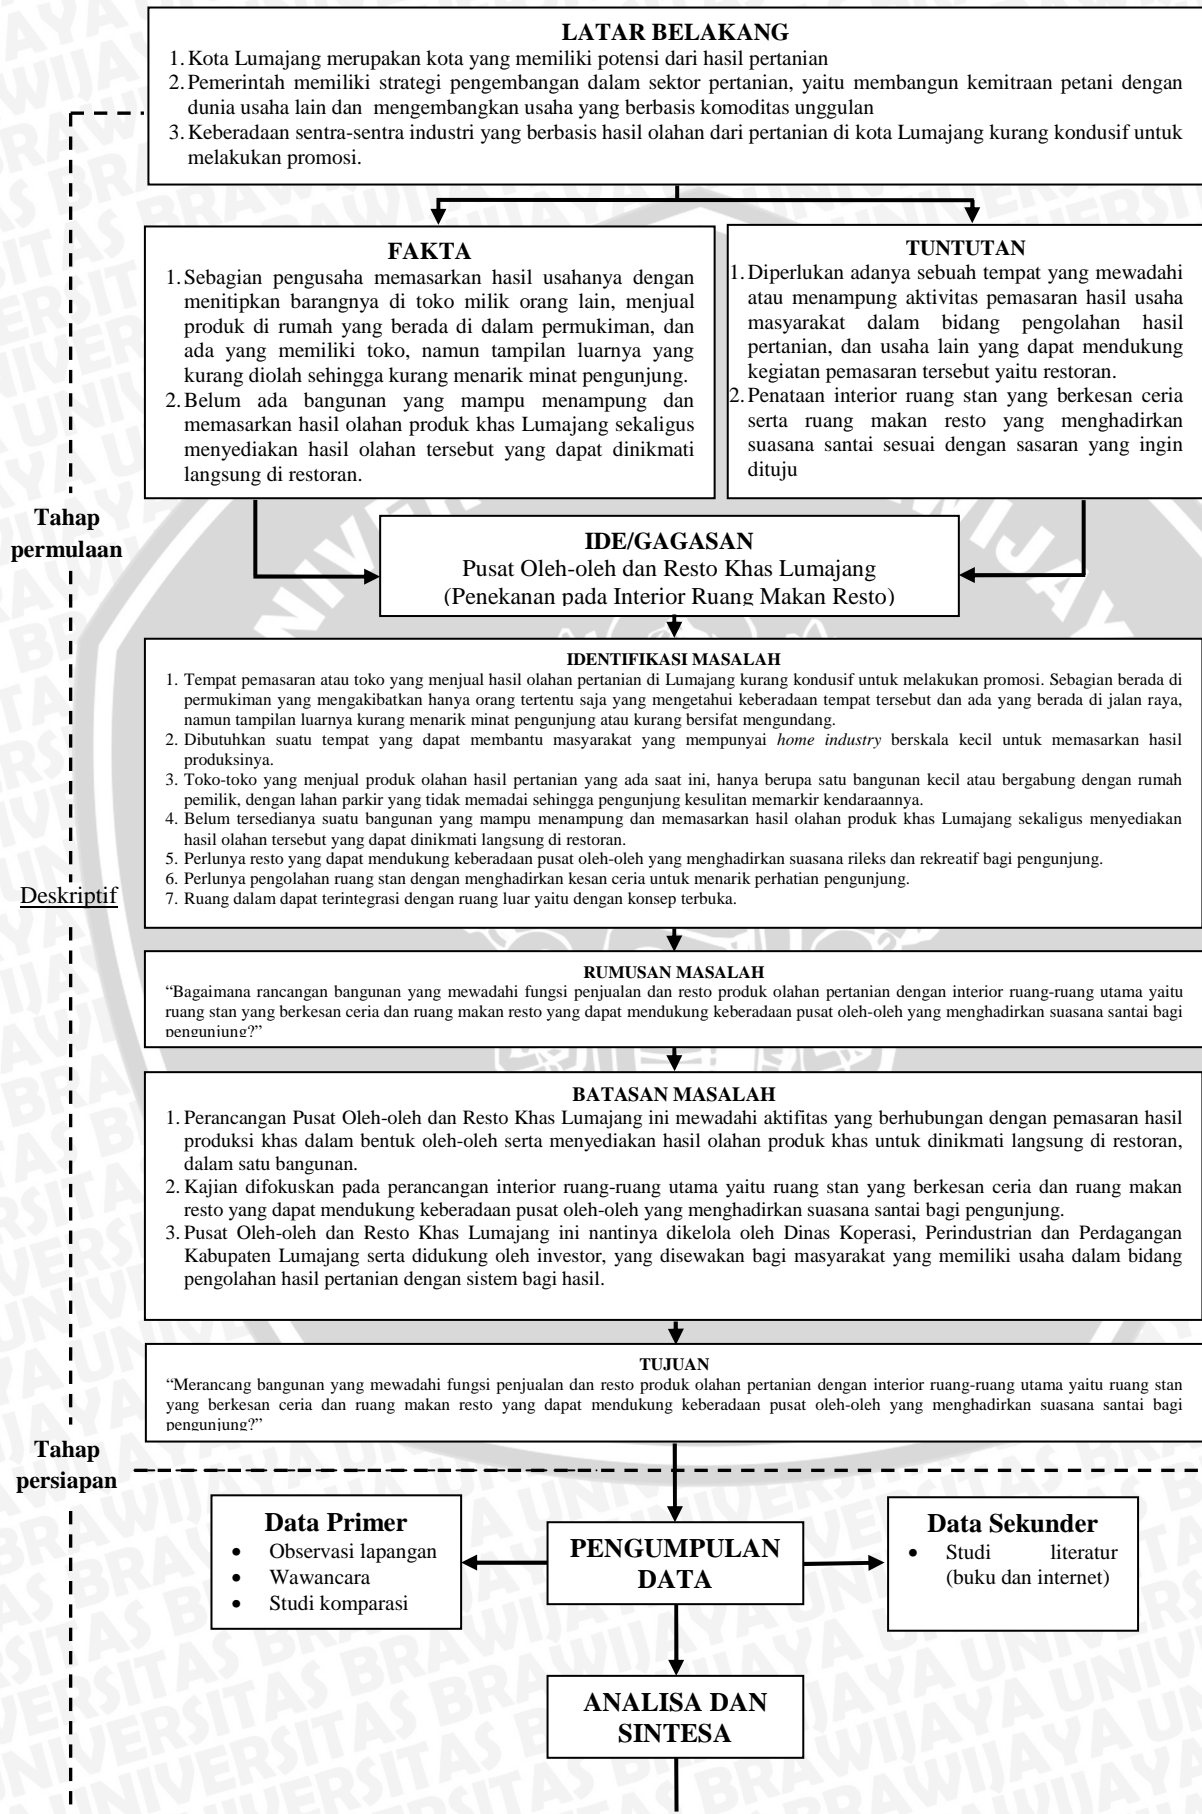 LATAR BELAKANG
1. Kota Lumajang merupakan kota yang memiliki potensi dari hasil pertanian
2. Pemerintah memiliki strategi pengembangan dalam sektor pertanian, yaitu membangun kemitraan petani dengan
dunia usaha lain dan mengembangkan usaha yang berbasis komoditas unggulan
3. Keberadaan sentra-sentra industri yang berbasis hasil olahan dari pertanian di kota Lumajang kurang kondusif untuk
melakukan promosi.
FAKTA
1. Sebagian pengusaha memasarkan hasil usahanya dengan
menitipkan barangnya di toko milik orang lain, menjual
produk di rumah yang berada di dalam permukiman, dan
ada yang memiliki toko, namun tampilan luarnya yang
kurang diolah sehingga kurang menarik minat pengunjung.
2. Belum ada bangunan yang mampu menampung dan
memasarkan hasil olahan produk khas Lumajang sekaligus
menyediakan hasil olahan tersebut yang dapat dinikmati
langsung di restoran.
TUNTUTAN
1. Diperlukan adanya sebuah tempat yang mewadahi
atau menampung aktivitas pemasaran hasil usaha
masyarakat dalam bidang pengolahan hasil
pertanian, dan usaha lain yang dapat mendukung
kegiatan pemasaran tersebut yaitu restoran.
2. Penataan interior ruang stan yang berkesan ceria
serta ruang makan resto yang menghadirkan
suasana santai sesuai dengan sasaran yang ingin
dituju
Tahap
permulaan
IDE/GAGASAN
Pusat Oleh-oleh dan Resto Khas Lumajang
(Penekanan pada Interior Ruang Makan Resto)
IDENTIFIKASI MASALAH
1. Tempat pemasaran atau toko yang menjual hasil olahan pertanian di Lumajang kurang kondusif untuk melakukan promosi. Sebagian berada di
permukiman yang mengakibatkan hanya orang tertentu saja yang mengetahui keberadaan tempat tersebut dan ada yang berada di jalan raya,
namun tampilan luarnya kurang menarik minat pengunjung atau kurang bersifat mengundang.
2. Dibutuhkan suatu tempat yang dapat membantu masyarakat yang mempunyai home industry berskala kecil untuk memasarkan hasil
produksinya.
3. Toko-toko yang menjual produk olahan hasil pertanian yang ada saat ini, hanya berupa satu bangunan kecil atau bergabung dengan rumah
pemilik, dengan lahan parkir yang tidak memadai sehingga pengunjung kesulitan memarkir kendaraannya.
4. Belum tersedianya suatu bangunan yang mampu menampung dan memasarkan hasil olahan produk khas Lumajang sekaligus menyediakan
hasil olahan tersebut yang dapat dinikmati langsung di restoran.
5. Perlunya resto yang dapat mendukung keberadaan pusat oleh-oleh yang menghadirkan suasana rileks dan rekreatif bagi pengunjung.
6. Perlunya pengolahan ruang stan dengan menghadirkan kesan ceria untuk menarik perhatian pengunjung.
7. Ruang dalam dapat terintegrasi dengan ruang luar yaitu dengan konsep terbuka.
Deskriptif
RUMUSAN MASALAH
“Bagaimana rancangan bangunan yang mewadahi fungsi penjualan dan resto produk olahan pertanian dengan interior ruang-ruang utama yaitu
ruang stan yang berkesan ceria dan ruang makan resto yang dapat mendukung keberadaan pusat oleh-oleh yang menghadirkan suasana santai bagi
pengunjung?”
BATASAN MASALAH
1. Perancangan Pusat Oleh-oleh dan Resto Khas Lumajang ini mewadahi aktifitas yang berhubungan dengan pemasaran hasil
produksi khas dalam bentuk oleh-oleh serta menyediakan hasil olahan produk khas untuk dinikmati langsung di restoran,
dalam satu bangunan.
2. Kajian difokuskan pada perancangan interior ruang-ruang utama yaitu ruang stan yang berkesan ceria dan ruang makan
resto yang dapat mendukung keberadaan pusat oleh-oleh yang menghadirkan suasana santai bagi pengunjung.
3. Pusat Oleh-oleh dan Resto Khas Lumajang ini nantinya dikelola oleh Dinas Koperasi, Perindustrian dan Perdagangan
Kabupaten Lumajang serta didukung oleh investor, yang disewakan bagi masyarakat yang memiliki usaha dalam bidang
pengolahan hasil pertanian dengan sistem bagi hasil.
TUJUAN
“Merancang bangunan yang mewadahi fungsi penjualan dan resto produk olahan pertanian dengan interior ruang-ruang utama yaitu ruang stan
yang berkesan ceria dan ruang makan resto yang dapat mendukung keberadaan pusat oleh-oleh yang menghadirkan suasana santai bagi
pengunjung?”
Tahap
persiapan
Data Primer
• Observasi lapangan
• Wawancara
• Studi komparasi
PENGUMPULAN
DATA
Data Sekunder
• Studi literatur
(buku dan internet)
ANALISA DAN
SINTESA